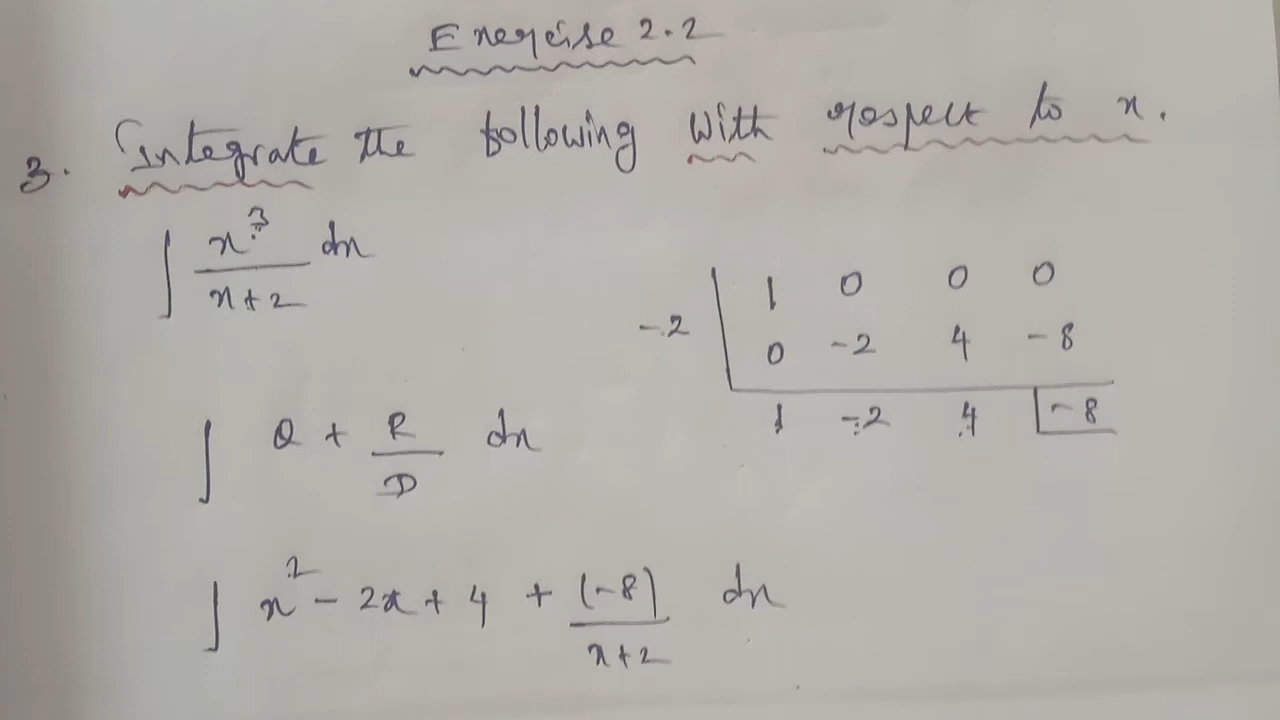 Exercise 2.2
3. Integrate the following with respect to x.
∫ x³/(x+2) dx
-2 | 1 0 0 0
0 -2 4 -8
1 -2 4 |-8
∫ Q + R/D dx
∫ x² - 2x + 4 + (-8)/(x+2) dx